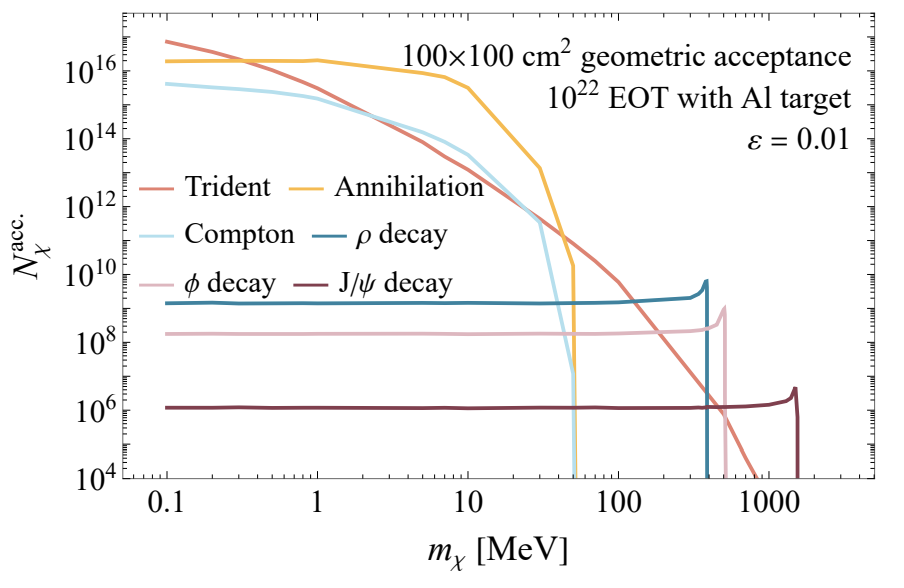 100×100 cm² geometric acceptance
10²² EOT with Al target
ε = 0.01
Trident Annihilation
Compton ρ decay
ϕ decay J/ψ decay
N_χ^acc.
10¹⁶
10¹⁴
10¹²
10¹⁰
10⁸
10⁶
10⁴
0.1 1 10 100 1000
m_χ [MeV]